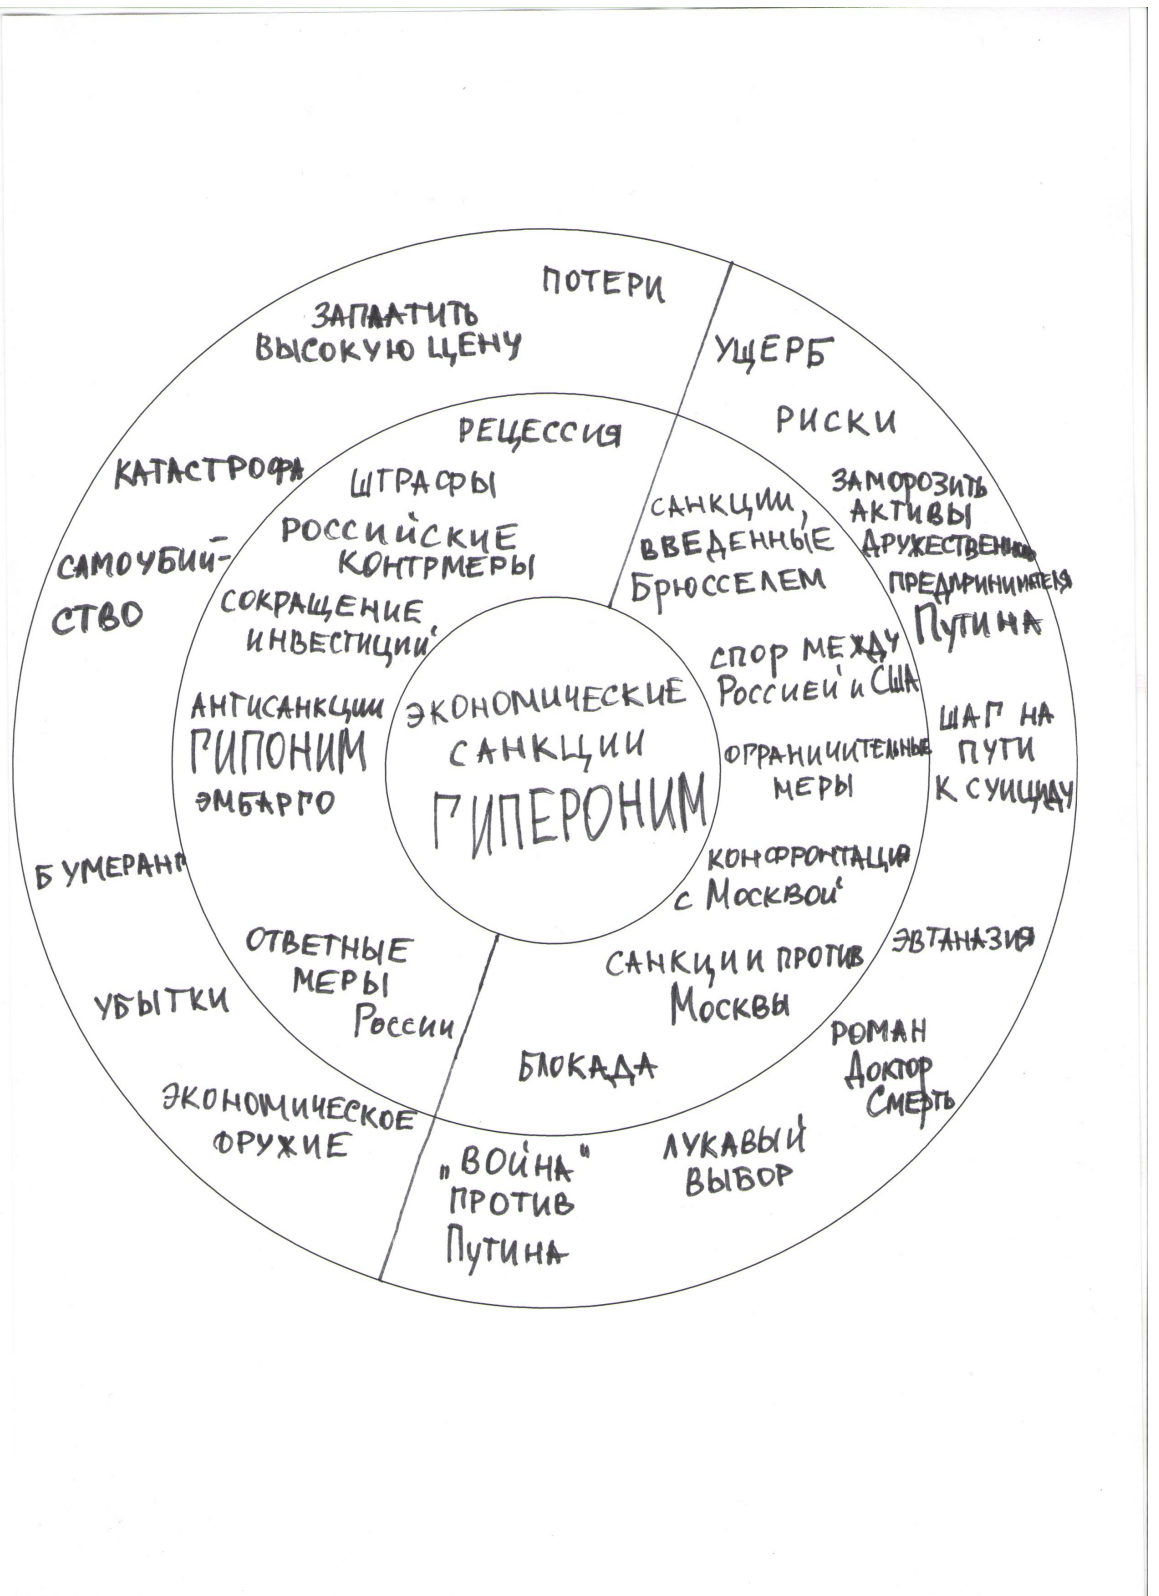 ПОТЕРИ
ЗАПЛАТИТЬ
ВЫСОКУЮ ЦЕНУ
КАТАСТРОФА
САМОУБИЙ-
СТВО
БУМЕРАНГ
УБЫТКИ
ЭКОНОМИЧЕСКОЕ
ОРУЖИЕ
РЕЦЕССИЯ
ШТРАФЫ
РОССИЙСКИЕ
КОНТРМЕРЫ
СОКРАЩЕНИЕ
ИНВЕСТИЦИЙ
АНТИСАНКЦИИ
ГИПОНИМ
ЭМБАРГО
ОТВЕТНЫЕ
МЕРЫ
России
ЭКОНОМИЧЕСКИЕ
САНКЦИИ
ГИПЕРОНИМ
САНКЦИИ,
ВВЕДЕННЫЕ
БРЮССЕЛЕМ
СПОР МЕЖДУ
Россией и США
ОГРАНИЧИТЕЛЬНЫЕ
МЕРЫ
КОНФРОНТАЦИЯ
с Москвой
САНКЦИИ ПРОТИВ
Москвы
БЛОКАДА
УЩЕРБ
РИСКИ
ЗАМОРОЗИТЬ
АКТИВЫ
ПРЕДПРИНИМАТЕЛЯ
Путина
ШАГ НА
ПУТИ
К СУИЦИДУ
ЭВТАНАЗИЯ
РОМАН
Доктор
Смерть
ЛУКАВЫЙ
ВЫБОР
„ВОЙНА"
ПРОТИВ
Путина